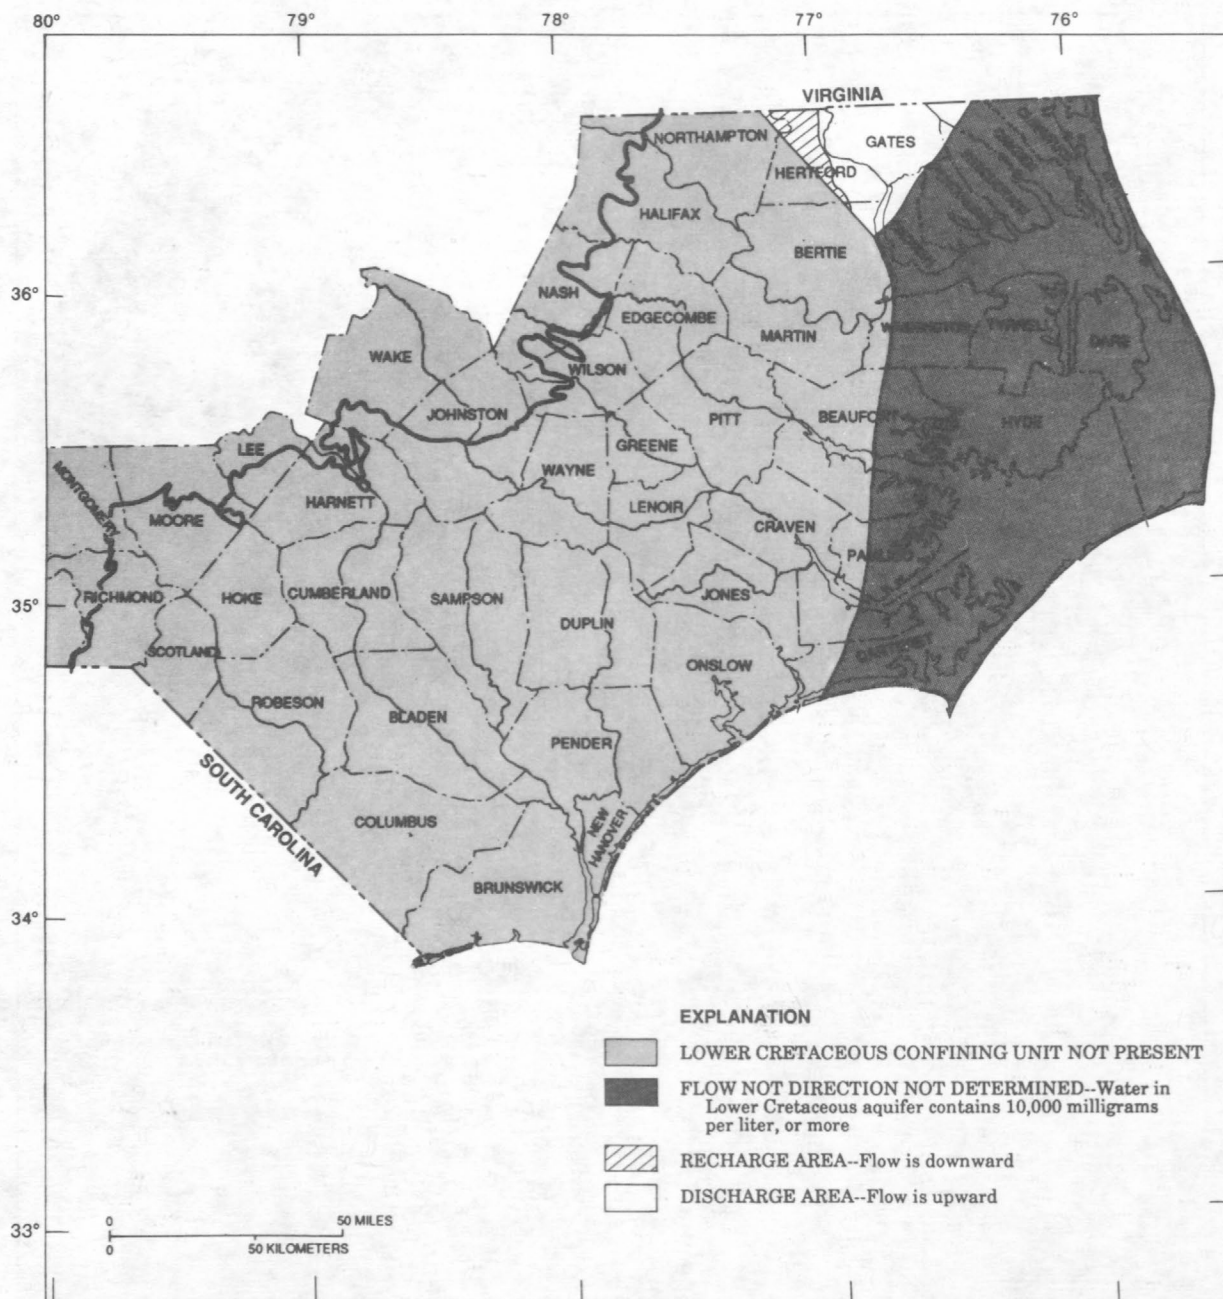 80° 79° 78° 77° 76°
VIRGINIA
NORTHAMPTON
GATES
HERTFORD
HALIFAX
BERTIE
36°
NASH
EDGECOMBE
MARTIN
WASHINGTON
TYRRELL
DARE
WAKE
WILSON
JOHNSTON
PITT
BEAUFORT
HYDE
LEE
GREENE
WAYNE
MONTGOMERY
MOORE
HARNETT
LENOIR
CRAVEN
PAMLICO
35°
RICHMOND
HOKE
CUMBERLAND
SAMPSON
JONES
DUPLIN
SCOTLAND
CARTERET
ONSLOW
ROBESON
BLADEN
PENDER
SOUTH CAROLINA
COLUMBUS
NEW
HANOVER
BRUNSWICK
34°
EXPLANATION
LOWER CRETACEOUS CONFINING UNIT NOT PRESENT
FLOW NOT DIRECTION NOT DETERMINED--Water in
Lower Cretaceous aquifer contains 10,000 milligrams
per liter, or more
RECHARGE AREA--Flow is downward
DISCHARGE AREA--Flow is upward
33°
0 50 MILES
0 50 KILOMETERS